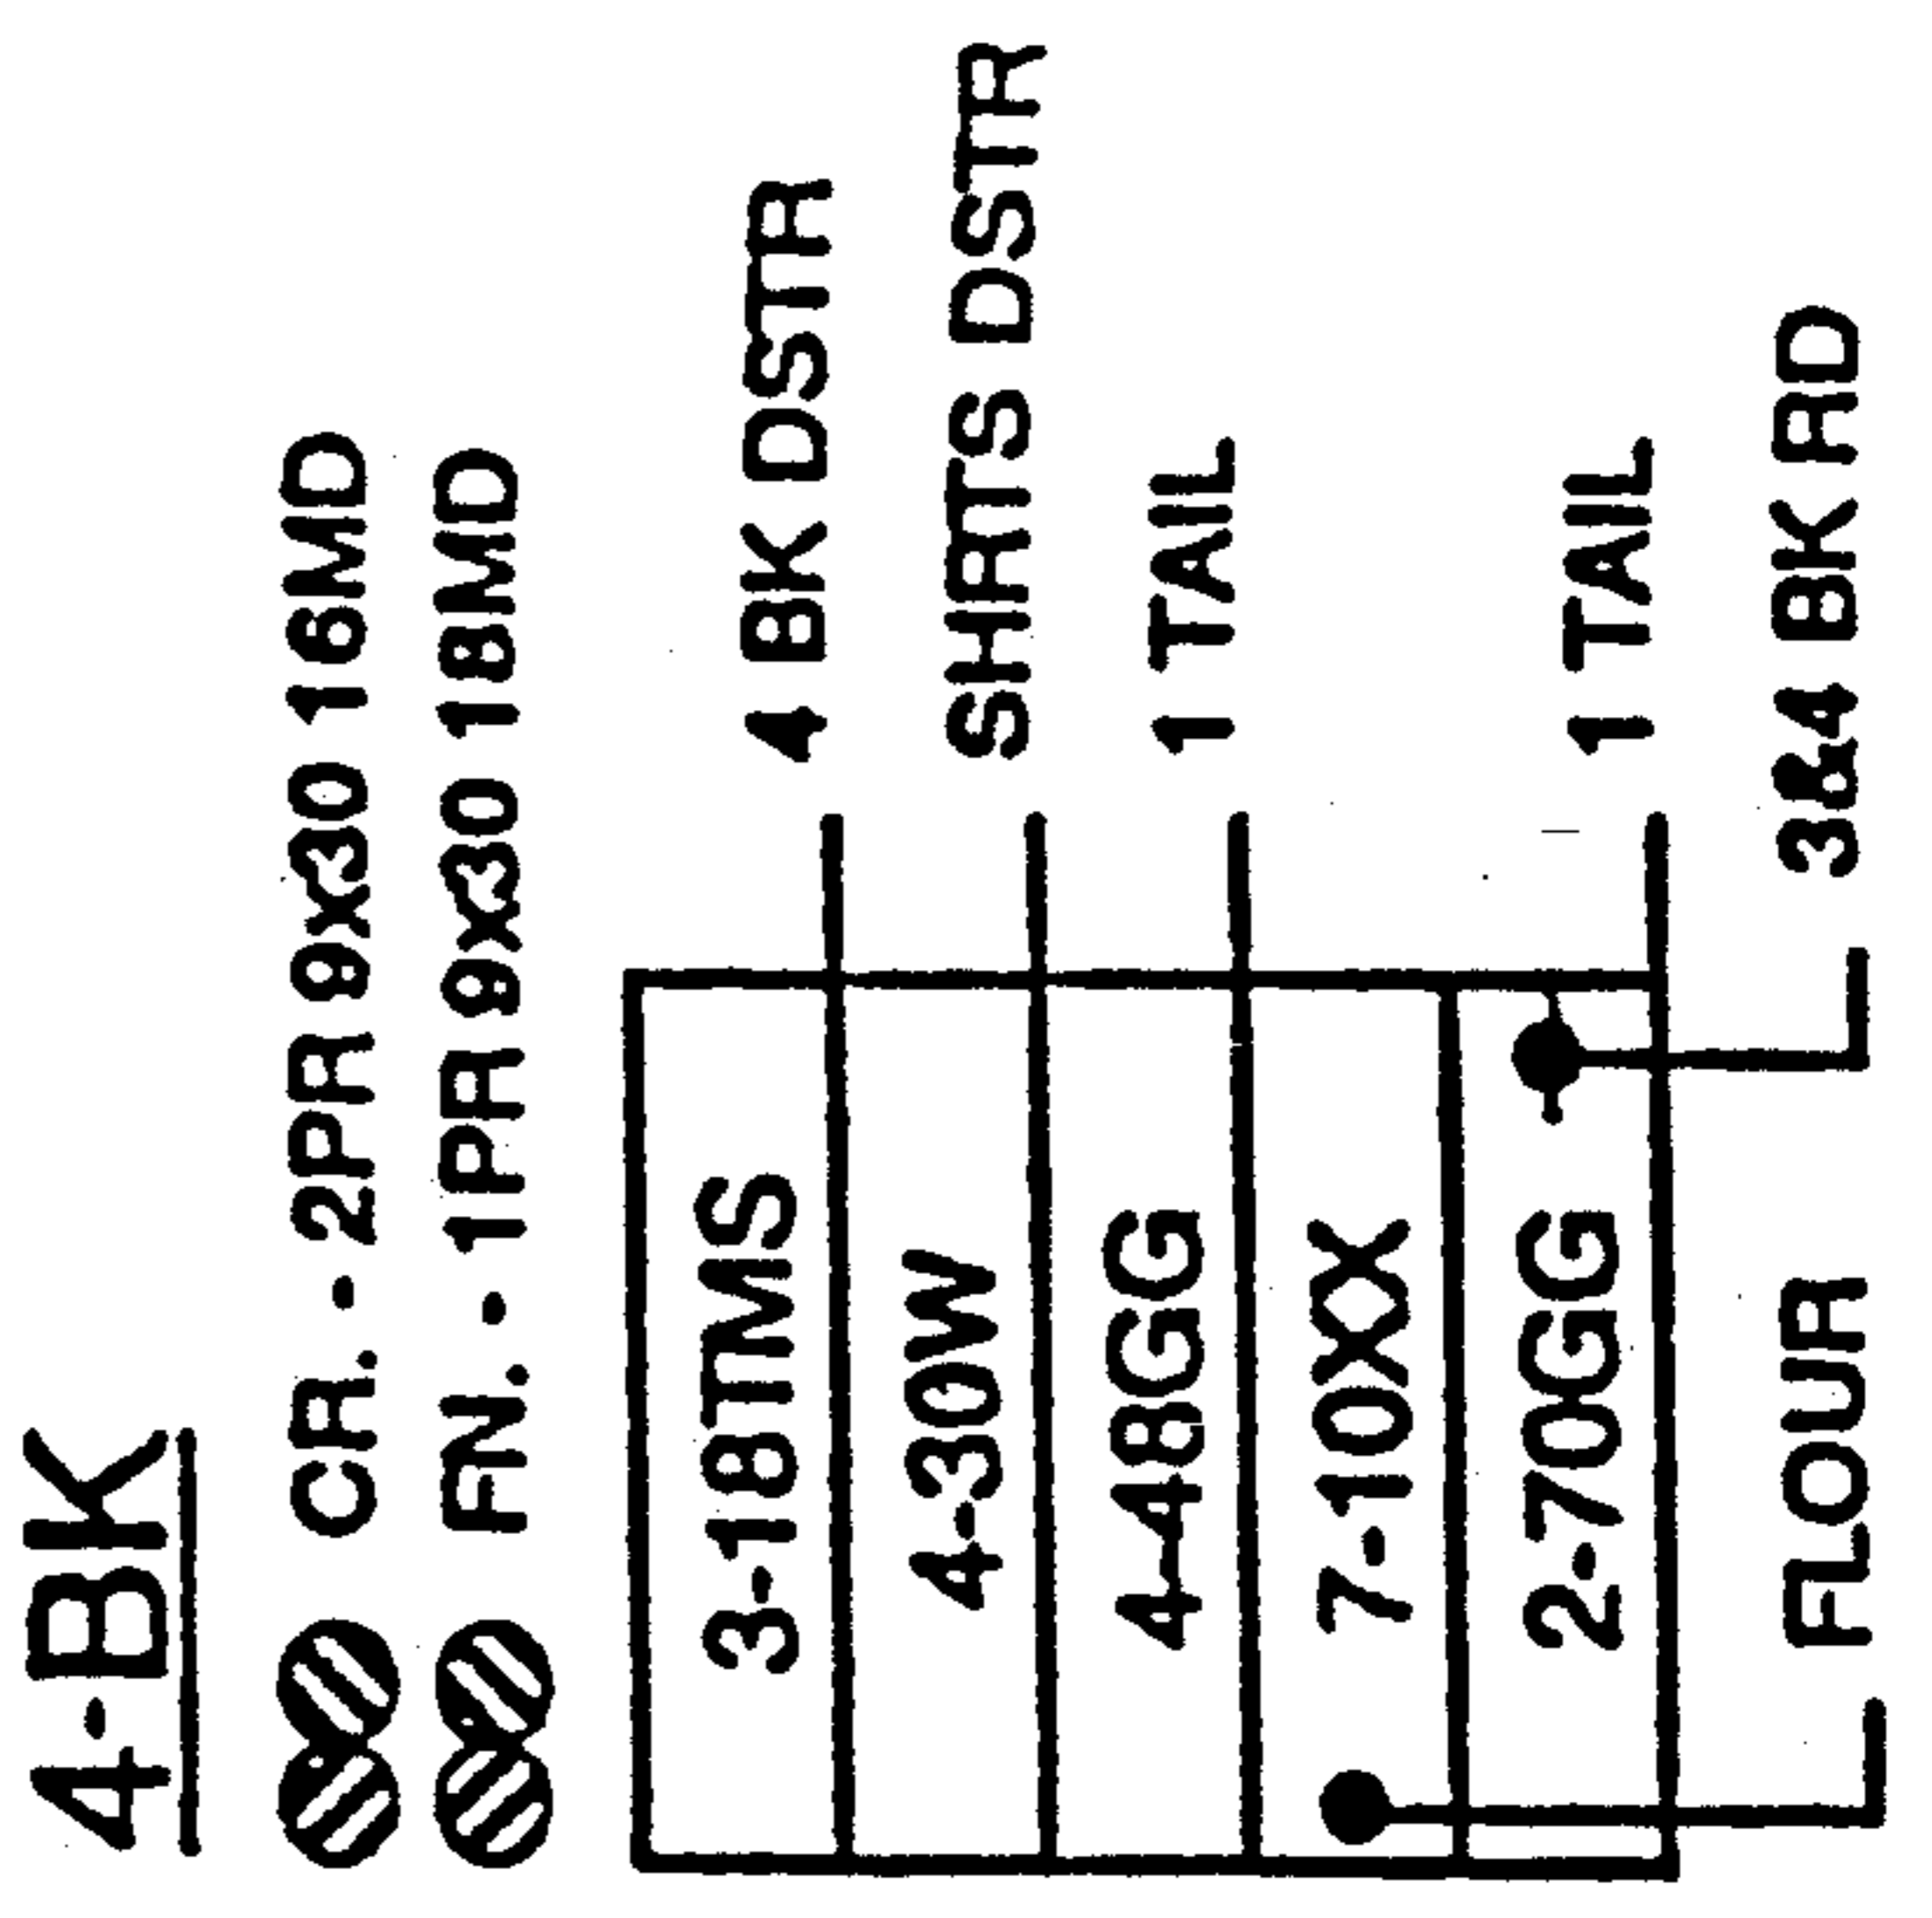 4-BK
CR. - 2PR 9x30 16MD
FN. - 1PR 9x30 18MD
3-18TMS
4 BK DSTR
4-30W
SHRTS DSTR
4-48GG
1 TAIL
7-10XX
2-70GG
1 TAIL
FLOUR
3&4 BK RD